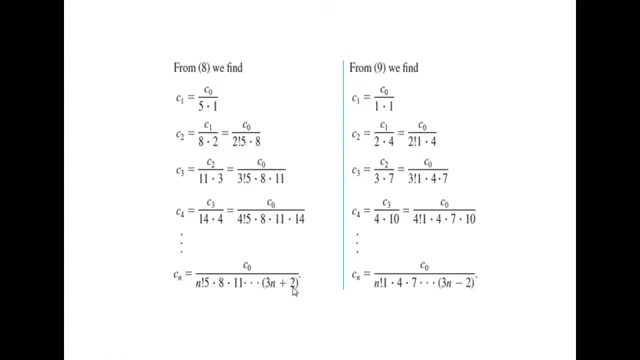 From (8) we find
c₁ = c₀/(5 · 1)
c₂ = c₁/(8 · 2) = c₀/(2!5 · 8)
c₃ = c₂/(11 · 3) = c₀/(3!5 · 8 · 11)
c₄ = c₃/(14 · 4) = c₀/(4!5 · 8 · 11 · 14)
⋮
cₙ = c₀/(n!5 · 8 · 11 · · · (3n + 2)).
From (9) we find
c₁ = c₀/(1 · 1)
c₂ = c₁/(2 · 4) = c₀/(2!1 · 4)
c₃ = c₂/(3 · 7) = c₀/(3!1 · 4 · 7)
c₄ = c₃/(4 · 10) = c₀/(4!1 · 4 · 7 · 10)
⋮
cₙ = c₀/(n!1 · 4 · 7 · · · (3n − 2)).